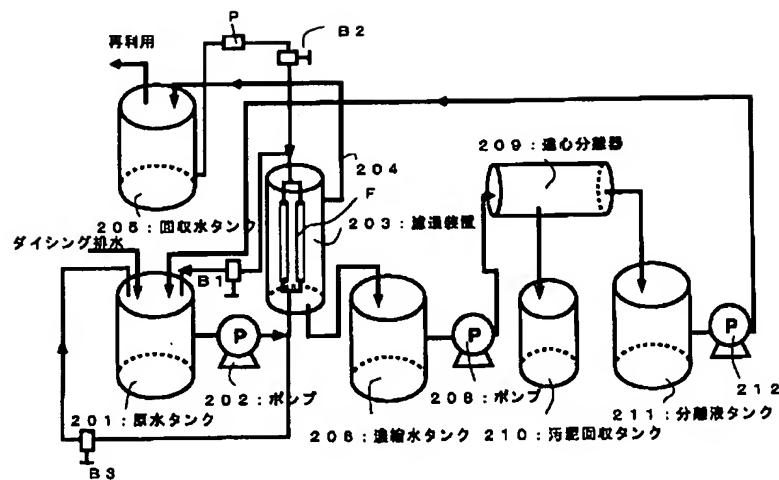 再利用
P
B2
209:遠心分離器
204
F
205:回収水タンク
203:濾過装置
ダイシング排水
B1
P
P
P
202:ポンプ
208:ポンプ
212
201:原水タンク
206:濃縮水タンク
210:汚泥回収タンク
211:分離液タンク
B3